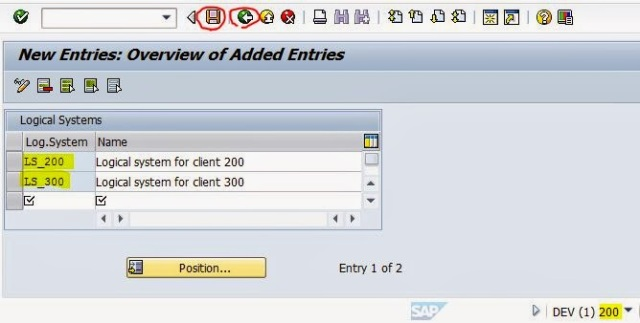 New Entries: Overview of Added Entries
Logical Systems
Log.System Name
LS_200 Logical system for client 200
LS_300 Logical system for client 300
Position... Entry 1 of 2
SAP DEV (1) 200